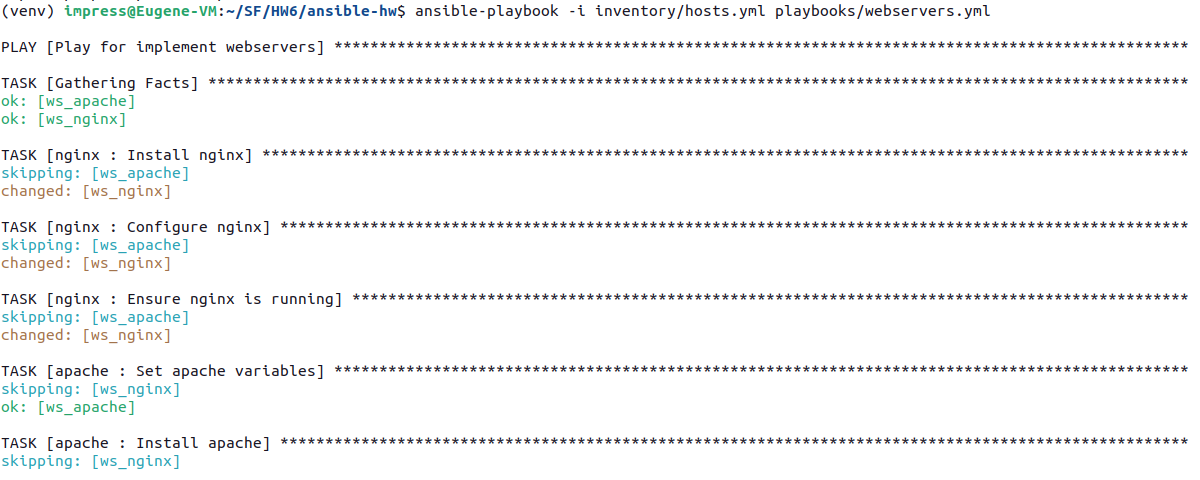 (venv) impress@Eugene-VM:~/SF/HW6/ansible-hw$ ansible-playbook -i inventory/hosts.yml playbooks/webservers.yml
PLAY [Play for implement webservers] ***********************************************************************************************
TASK [Gathering Facts] *************************************************************************************************************
ok: [ws_apache]
ok: [ws_nginx]
TASK [nginx : Install nginx] *******************************************************************************************************
skipping: [ws_apache]
changed: [ws_nginx]
TASK [nginx : Configure nginx] *****************************************************************************************************
skipping: [ws_apache]
changed: [ws_nginx]
TASK [nginx : Ensure nginx is running] *********************************************************************************************
skipping: [ws_apache]
changed: [ws_nginx]
TASK [apache : Set apache variables] ***********************************************************************************************
skipping: [ws_nginx]
ok: [ws_apache]
TASK [apache : Install apache] *****************************************************************************************************
skipping: [ws_nginx]